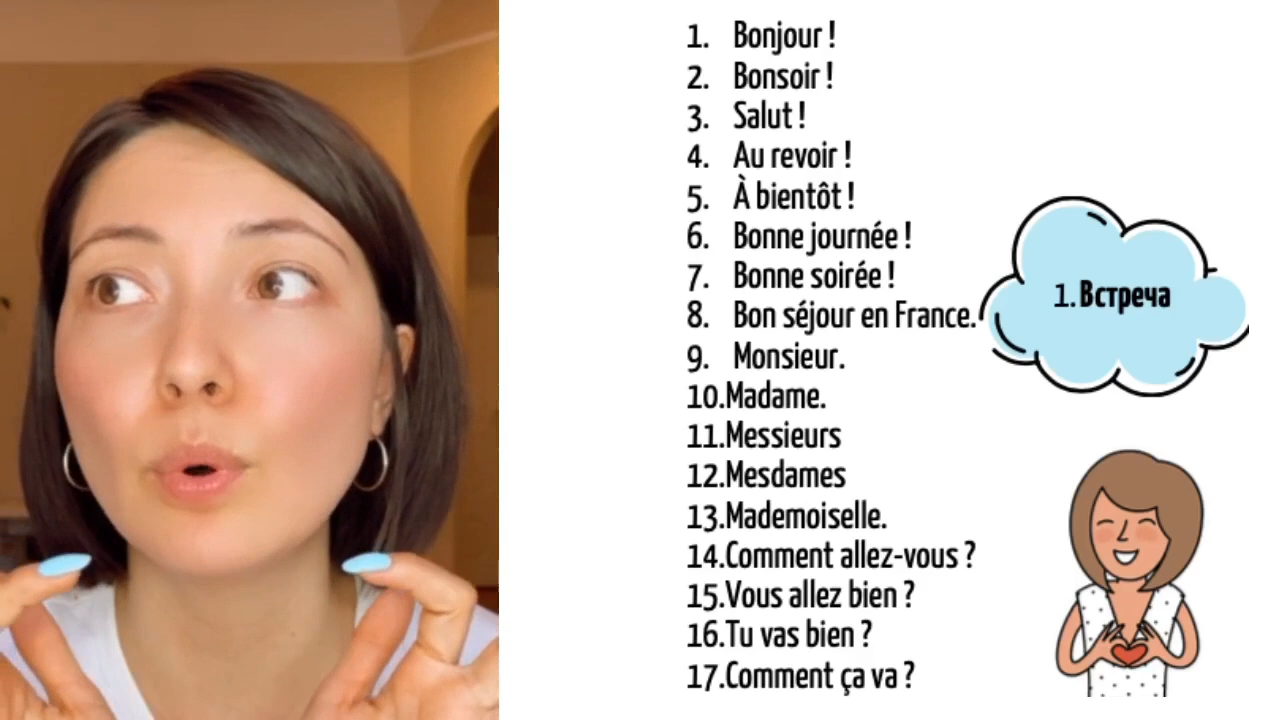 1. Bonjour !
2. Bonsoir !
3. Salut !
4. Au revoir !
5. À bientôt !
6. Bonne journée !
7. Bonne soirée !
8. Bon séjour en France.
9. Monsieur.
10.Madame.
11.Messieurs
12.Mesdames
13.Mademoiselle.
14.Comment allez-vous ?
15.Vous allez bien ?
16.Tu vas bien ?
17.Comment ça va ?
1. Встреча